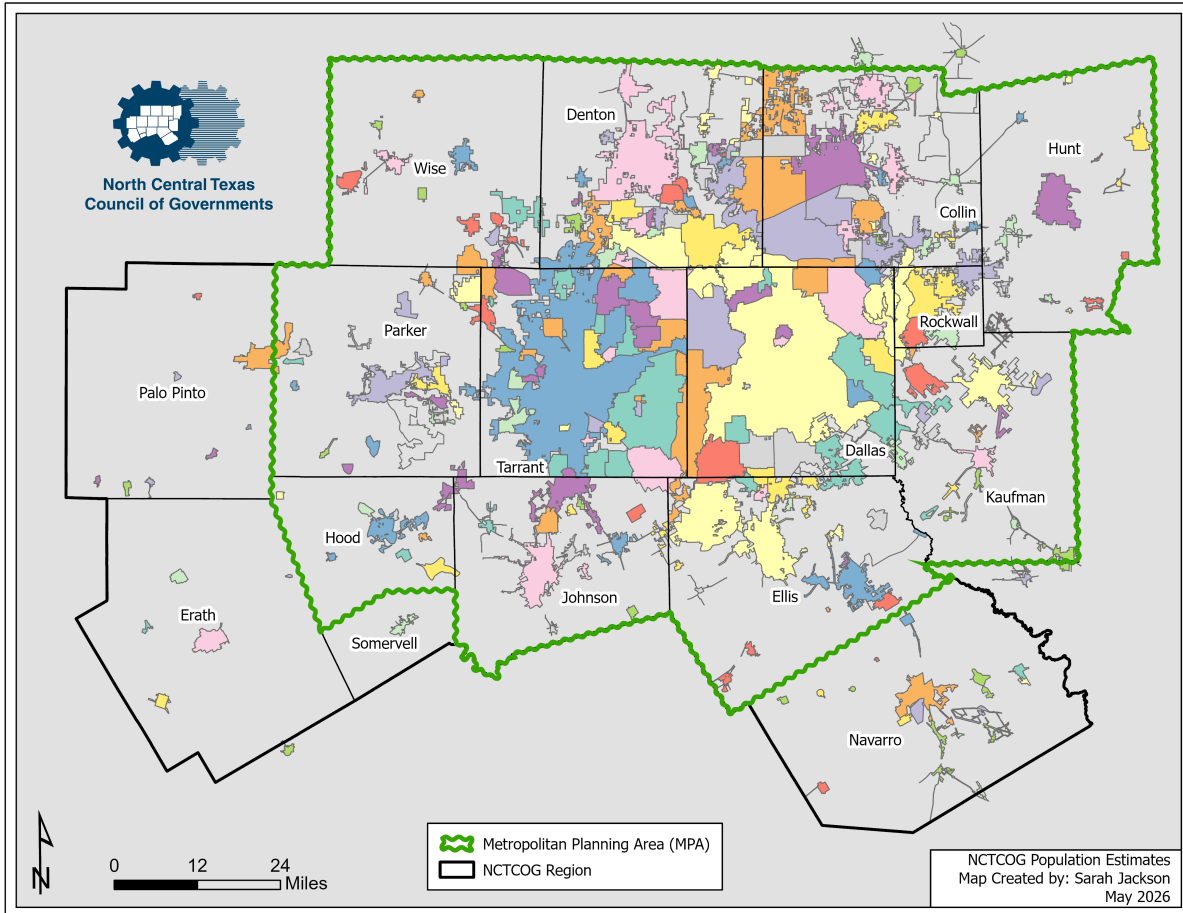 North Central Texas
Council of Governments
Denton
Wise
Hunt
Collin
Parker
Rockwall
Palo Pinto
Tarrant
Dallas
Kaufman
Hood
Johnson
Ellis
Erath
Somervell
Navarro
N
0 12 24
Miles
Metropolitan Planning Area (MPA)
NCTCOG Region
NCTCOG Population Estimates
Map Created by: Sarah Jackson
May 2026